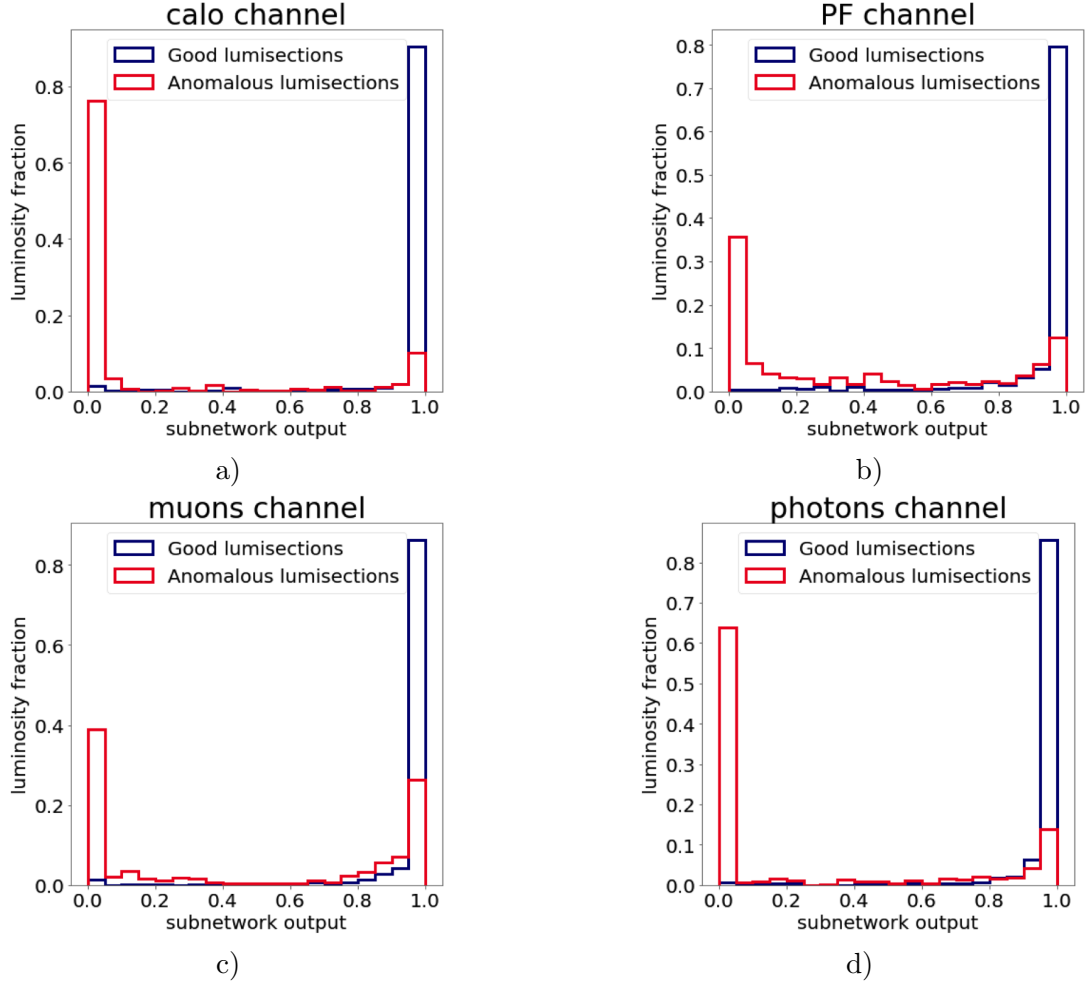 calo channel
Good lumisections
Anomalous lumisections
luminosity fraction
0.8
0.6
0.4
0.2
0.0
0.0 0.2 0.4 0.6 0.8 1.0
subnetwork output
a)
PF channel
Good lumisections
Anomalous lumisections
luminosity fraction
0.8
0.7
0.6
0.5
0.4
0.3
0.2
0.1
0.0
0.0 0.2 0.4 0.6 0.8 1.0
subnetwork output
b)
muons channel
Good lumisections
Anomalous lumisections
luminosity fraction
0.8
0.6
0.4
0.2
0.0
0.0 0.2 0.4 0.6 0.8 1.0
subnetwork output
c)
photons channel
Good lumisections
Anomalous lumisections
luminosity fraction
0.8
0.7
0.6
0.5
0.4
0.3
0.2
0.1
0.0
0.0 0.2 0.4 0.6 0.8 1.0
subnetwork output
d)